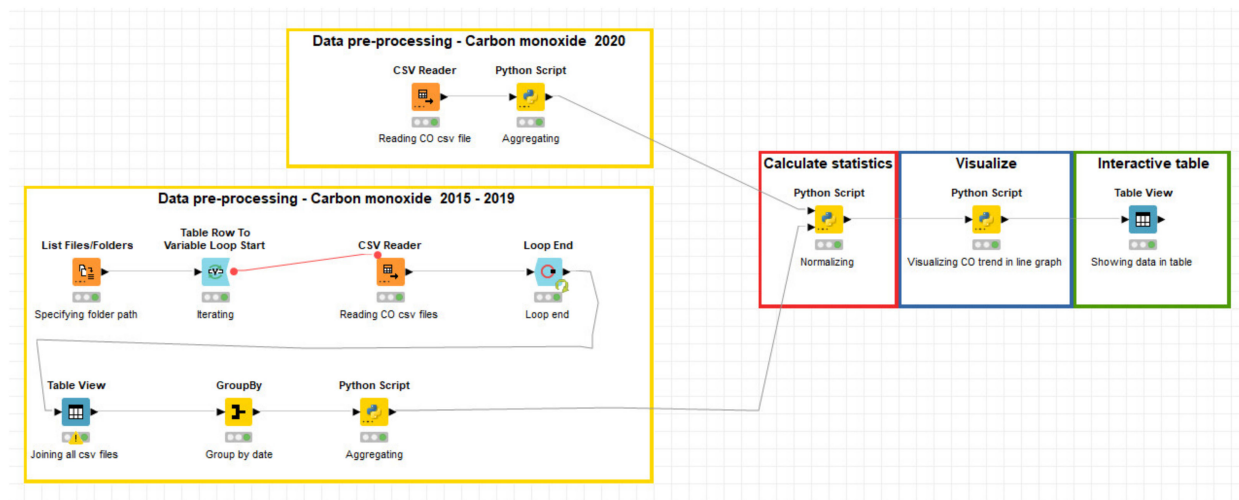 Data pre-processing - Carbon monoxide  2020
CSV Reader
Python Script
Reading CO csv file
Aggregating
Data pre-processing - Carbon monoxide  2015 - 2019
List Files/Folders
Table Row To
Variable Loop Start
CSV Reader
Loop End
Specifying folder path
Iterating
Reading CO csv files
Loop end
Table View
GroupBy
Python Script
Joining all csv files
Group by date
Aggregating
Calculate statistics
Visualize
Interactive table
Python Script
Python Script
Table View
Normalizing
Visualizing CO trend in line graph
Showing data in table